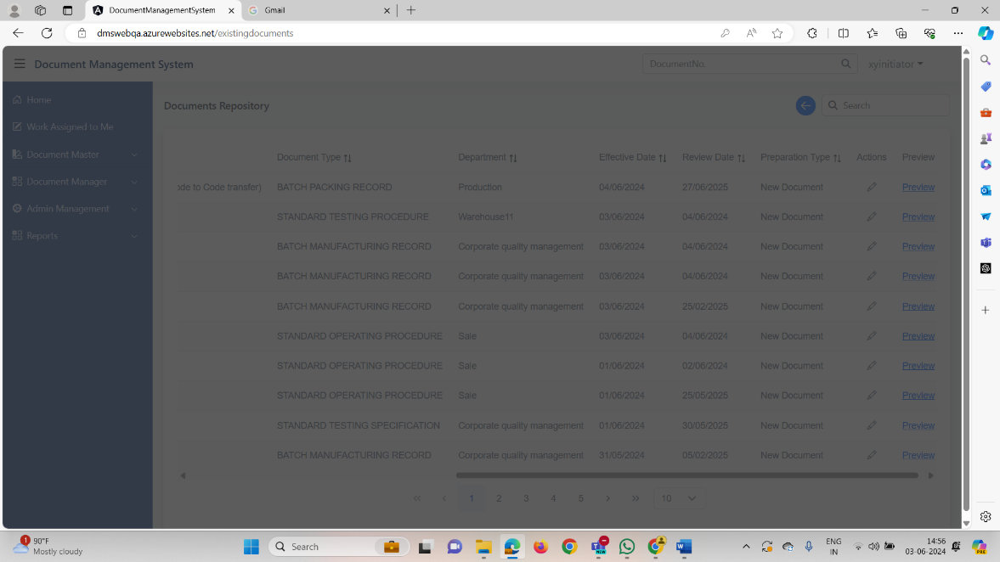 DocumentManagementSystem
Gmail
dmswebqa.azurewebsites.net/existingdocuments
Document Management System
DocumentNo.
xyinitiator
Home
Work Assigned to Me
Document Master
Document Manager
Admin Management
Reports
Documents Repository
Search
Document Type Department Effective Date Review Date Preparation Type Actions Preview
ode to Code transfer) BATCH PACKING RECORD Production 04/06/2024 27/06/2025 New Document Preview
STANDARD TESTING PROCEDURE Warehouse11 03/06/2024 04/06/2024 New Document Preview
BATCH MANUFACTURING RECORD Corporate quality management 03/06/2024 04/06/2024 New Document Preview
BATCH MANUFACTURING RECORD Corporate quality management 03/06/2024 04/06/2024 New Document Preview
BATCH MANUFACTURING RECORD Corporate quality management 03/06/2024 25/02/2025 New Document Preview
STANDARD OPERATING PROCEDURE Sale 03/06/2024 04/06/2024 New Document Preview
STANDARD OPERATING PROCEDURE Sale 01/06/2024 02/06/2024 New Document Preview
STANDARD OPERATING PROCEDURE Sale 01/06/2024 25/05/2025 New Document Preview
STANDARD TESTING SPECIFICATION Corporate quality management 01/06/2024 30/05/2025 New Document Preview
BATCH MANUFACTURING RECORD Corporate quality management 31/05/2024 05/02/2025 New Document Preview
« ‹ 1 2 3 4 5 › » 10
1 90°F
Mostly cloudy
Search
NEW
ENG
IN
14:56
03-06-2024
PRE